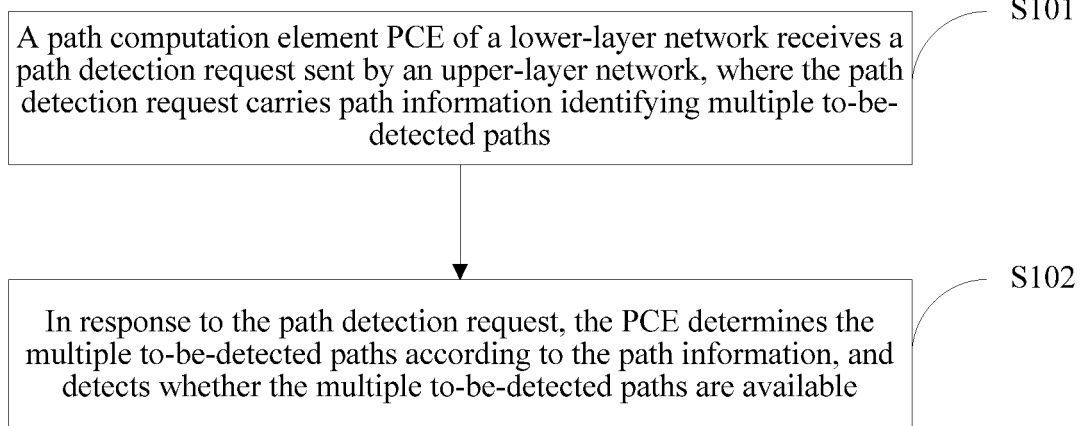 S101
A path computation element PCE of a lower-layer network receives a
path detection request sent by an upper-layer network, where the path
detection request carries path information identifying multiple to-be-
detected paths
S102
In response to the path detection request, the PCE determines the
multiple to-be-detected paths according to the path information, and
detects whether the multiple to-be-detected paths are available